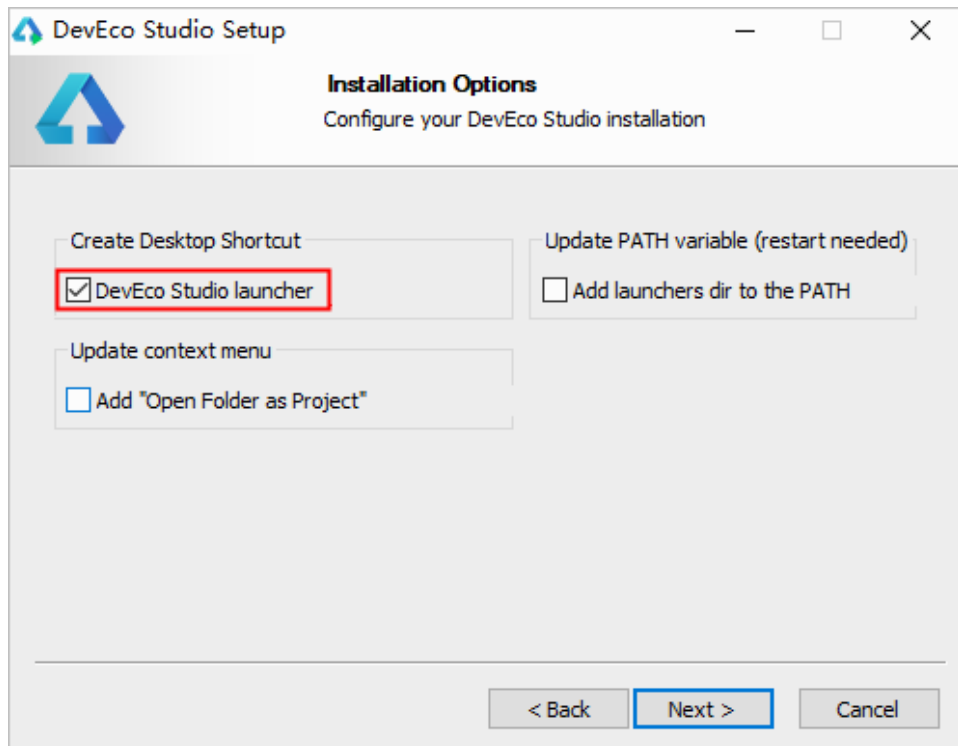 DevEco Studio Setup
Installation Options
Configure your DevEco Studio installation
Create Desktop Shortcut
DevEco Studio launcher
Update PATH variable (restart needed)
Add launchers dir to the PATH
Update context menu
Add "Open Folder as Project"
< Back
Next >
Cancel